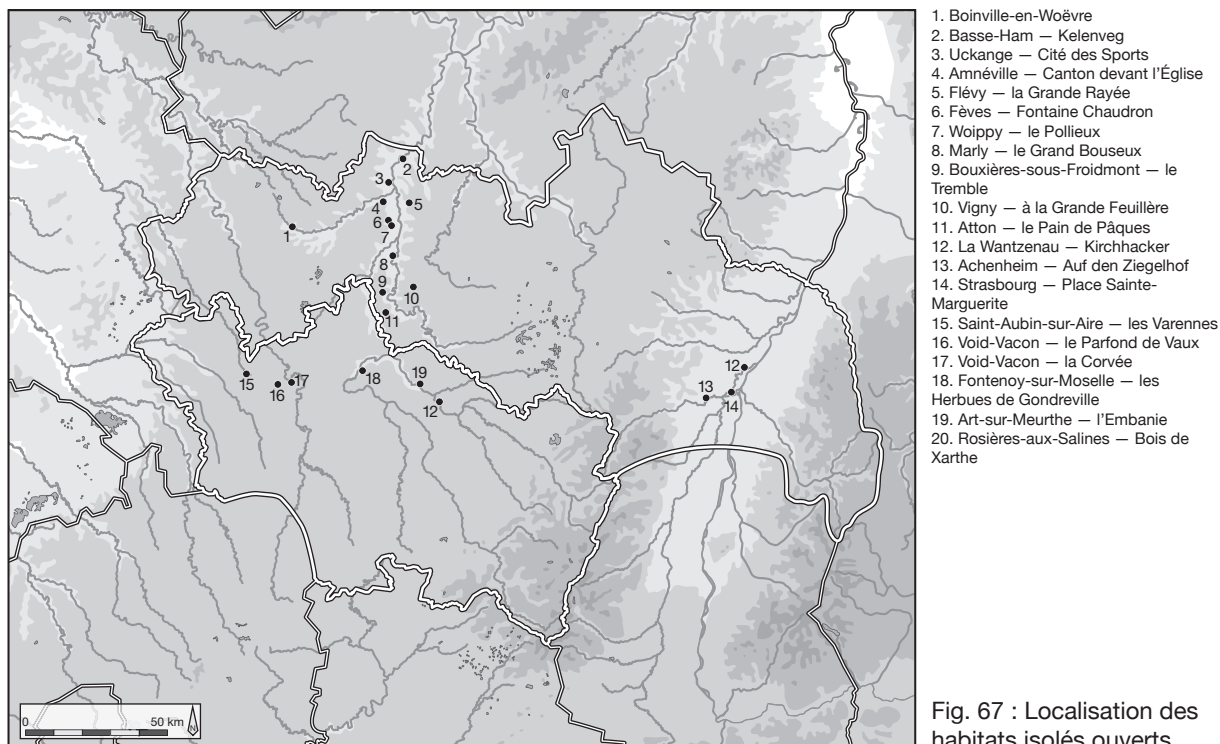 1. Boinville-en-Woëvre
2. Basse-Ham — Kelenveg
3. Uckange — Cité des Sports
4. Amnéville — Canton devant l'Église
5. Flévy — la Grande Rayée
6. Fèves — Fontaine Chaudron
7. Woippy — le Pollieux
8. Marly — le Grand Bouseux
9. Bouxières-sous-Froidmont — le
Tremble
10. Vigny — à la Grande Feuillère
11. Atton — le Pain de Pâques
12. La Wantzenau — Kirchhacker
13. Achenheim — Auf den Ziegelhof
14. Strasbourg — Place Sainte-
Marguerite
15. Saint-Aubin-sur-Aire — les Varennes
16. Void-Vacon — le Parfond de Vaux
17. Void-Vacon — la Corvée
18. Fontenoy-sur-Moselle — les
Herbues de Gondreville
19. Art-sur-Meurthe — l'Embanie
20. Rosières-aux-Salines — Bois de
Xarthe
2
3
4
5
6
1
7
8
9
10
11
12
15
16
17
18
19
12
13
14
0 50 km
N
Fig. 67 : Localisation des
habitats isolés ouverts